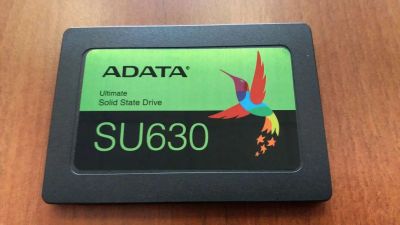 ADATA®
Ultimate
Solid State Drive
SU630